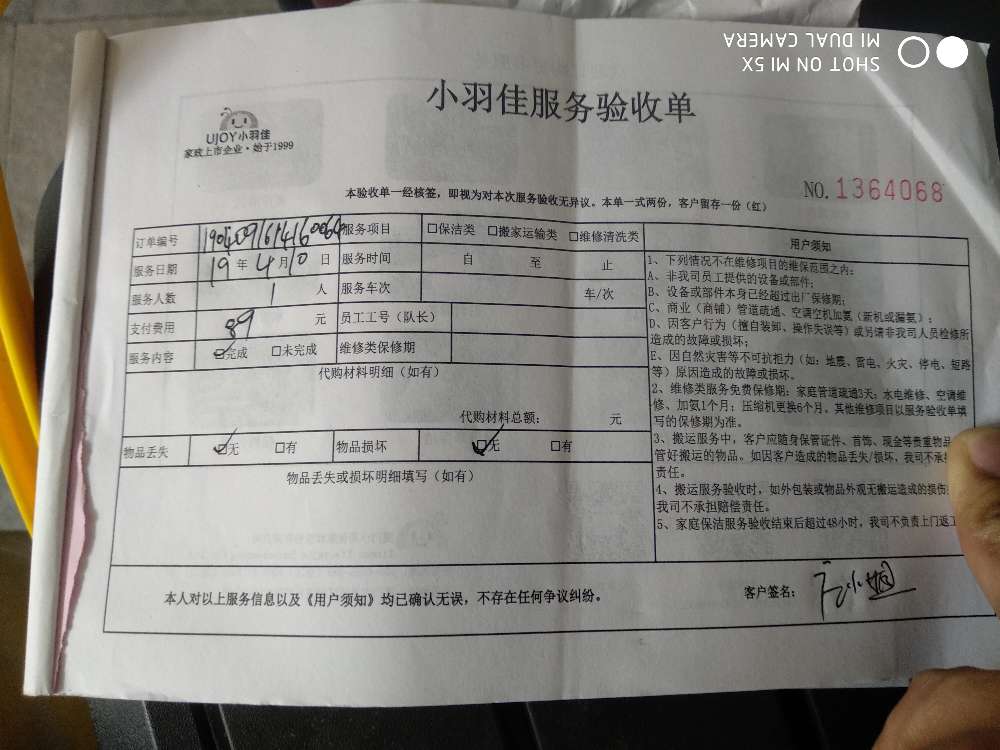 SHOT ON MI 5X
MI DUAL CAMERA
小羽佳服务验收单
UJOY小羽佳
家政上市企业·始于1999
NO.1364068
本验收单一经核签，即视为对本次服务验收无异议。本单一式两份，客户留存一份（红）
订单编号 服务项目 □保洁类 □搬家运输类 □维修清洗类
服务日期 19 年 4 月 10 日 服务时间 自 至 止
服务人数 1 人 服务车次 车/次
支付费用 89 元 员工工号（队长）
服务内容 ☑完成 □未完成 维修类保修期
代购材料明细（如有）
代购材料总额： 元
物品丢失 ☑无 □有 物品损坏 ☑无 □有
物品丢失或损坏明细填写（如有）
用户须知
1、下列情况不在维修项目的维保范围之内：
A、非我司员工提供的设备或部件；
B、设备或部件本身已经超过出厂保修期；
C、商业（商铺）管道疏通、空调空机加氨（新机或漏氨）；
D、因客户行为（擅自装卸、操作失误等）或另请非我司人员检修所
造成的故障或损坏；
E、因自然灾害等不可抗拒力（如：地震、雷电、火灾、停电、短路
等）原因造成的故障或损坏。
2、维修类服务免费保修期：家庭管道疏通3天；水电维修、空调维
修、加氨1个月；压缩机更换6个月。其他维修项目以服务验收单填
写的保修期为准。
3、搬运服务中，客户应随身保管证件、首饰、现金等贵重物品
管好搬运的物品。如因客户造成的物品丢失/损坏，我司不承担
责任。
4、搬运服务验收时，如外包装或物品外观无搬运造成的损伤
我司不承担赔偿责任。
5、家庭保洁服务验收结束后超过48小时，我司不负责上门返工
本人对以上服务信息以及《用户须知》均已确认无误，不存在任何争议纠纷。
客户签名：